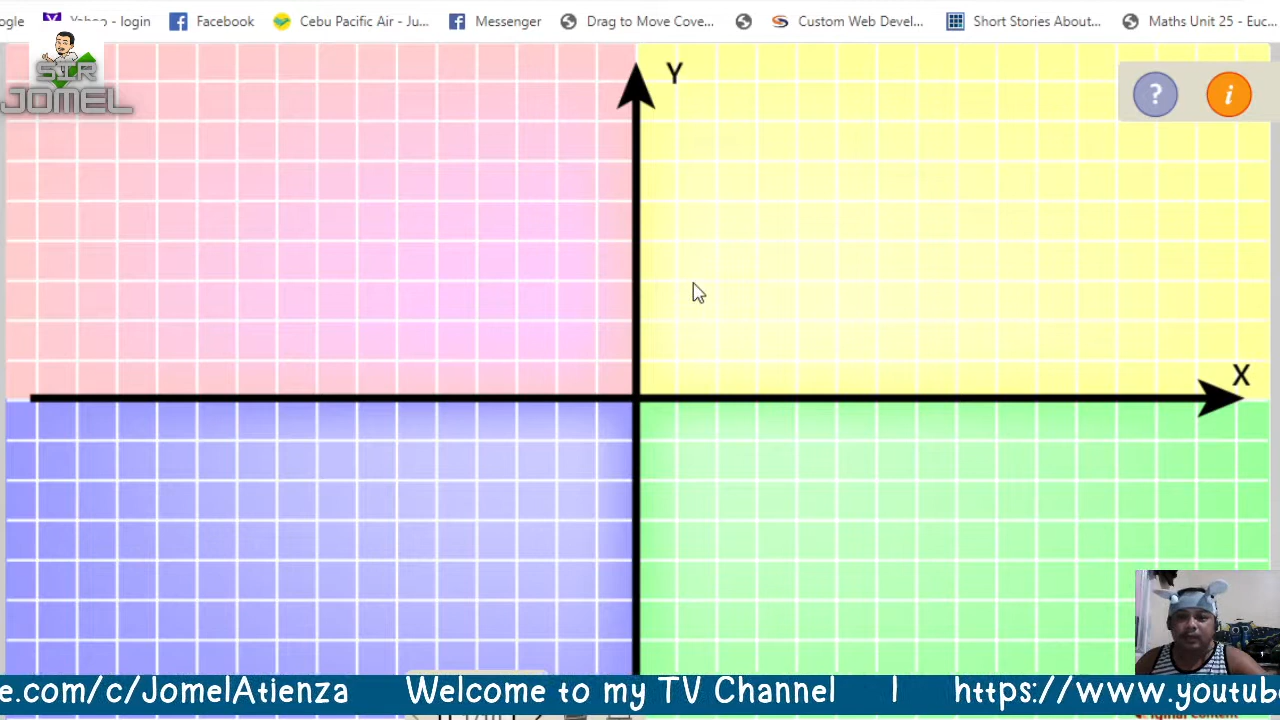 ogle
Yahoo - login
Facebook
Cebu Pacific Air - Ju...
Messenger
Drag to Move Cove...
Custom Web Devel...
Short Stories About...
Maths Unit 25 - Euc...
SIR
JOMEL
Y
?
i
X
e.com/c/JomelAtienza Welcome to my TV Channel | https://www.youtub